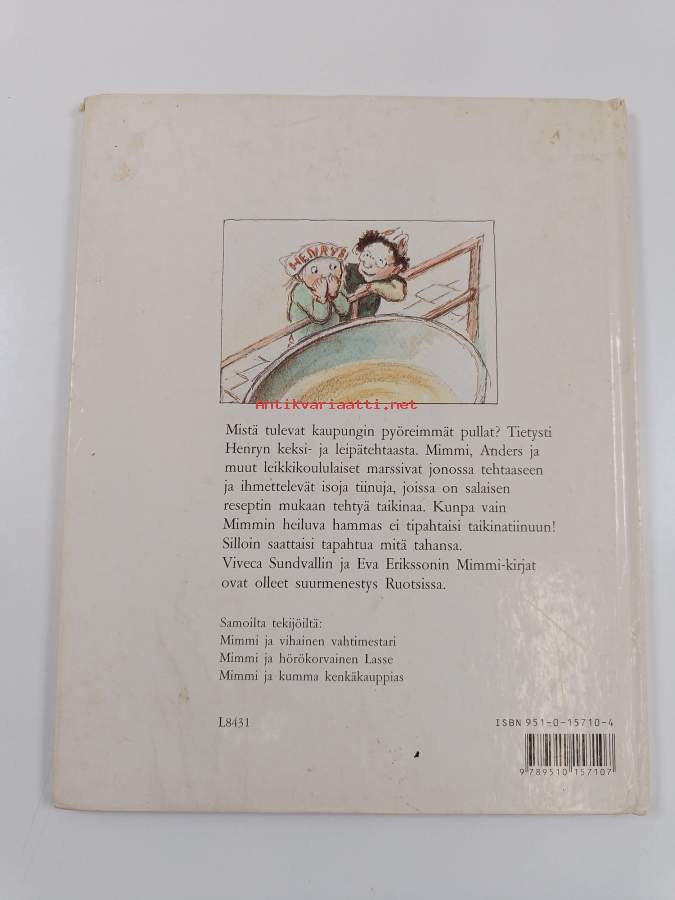 HENRYS
Antikvariaatti.net
Mistä tulevat kaupungin pyöreimmät pullat? Tietysti
Henryn keksi- ja leipätehtaasta. Mimmi, Anders ja
muut leikkikoululaiset marssivat jonossa tehtaaseen
ja ihmettelevät isoja tiinuja, joissa on salaisen
reseptin mukaan tehtyä taikinaa. Kunpa vain
Mimmin heiluva hammas ei tipahtaisi taikinatiinuun!
Silloin saattaisi tapahtua mitä tahansa.
Viveca Sundvallin ja Eva Erikssonin Mimmi-kirjat
ovat olleet suurmenestys Ruotsissa.
Samoilta tekijöiltä:
Mimmi ja vihainen vahtimestari
Mimmi ja hörökorvainen Lasse
Mimmi ja kumma kenkäkauppias
L8431
ISBN 951-0-15710-4
9 789510 157107